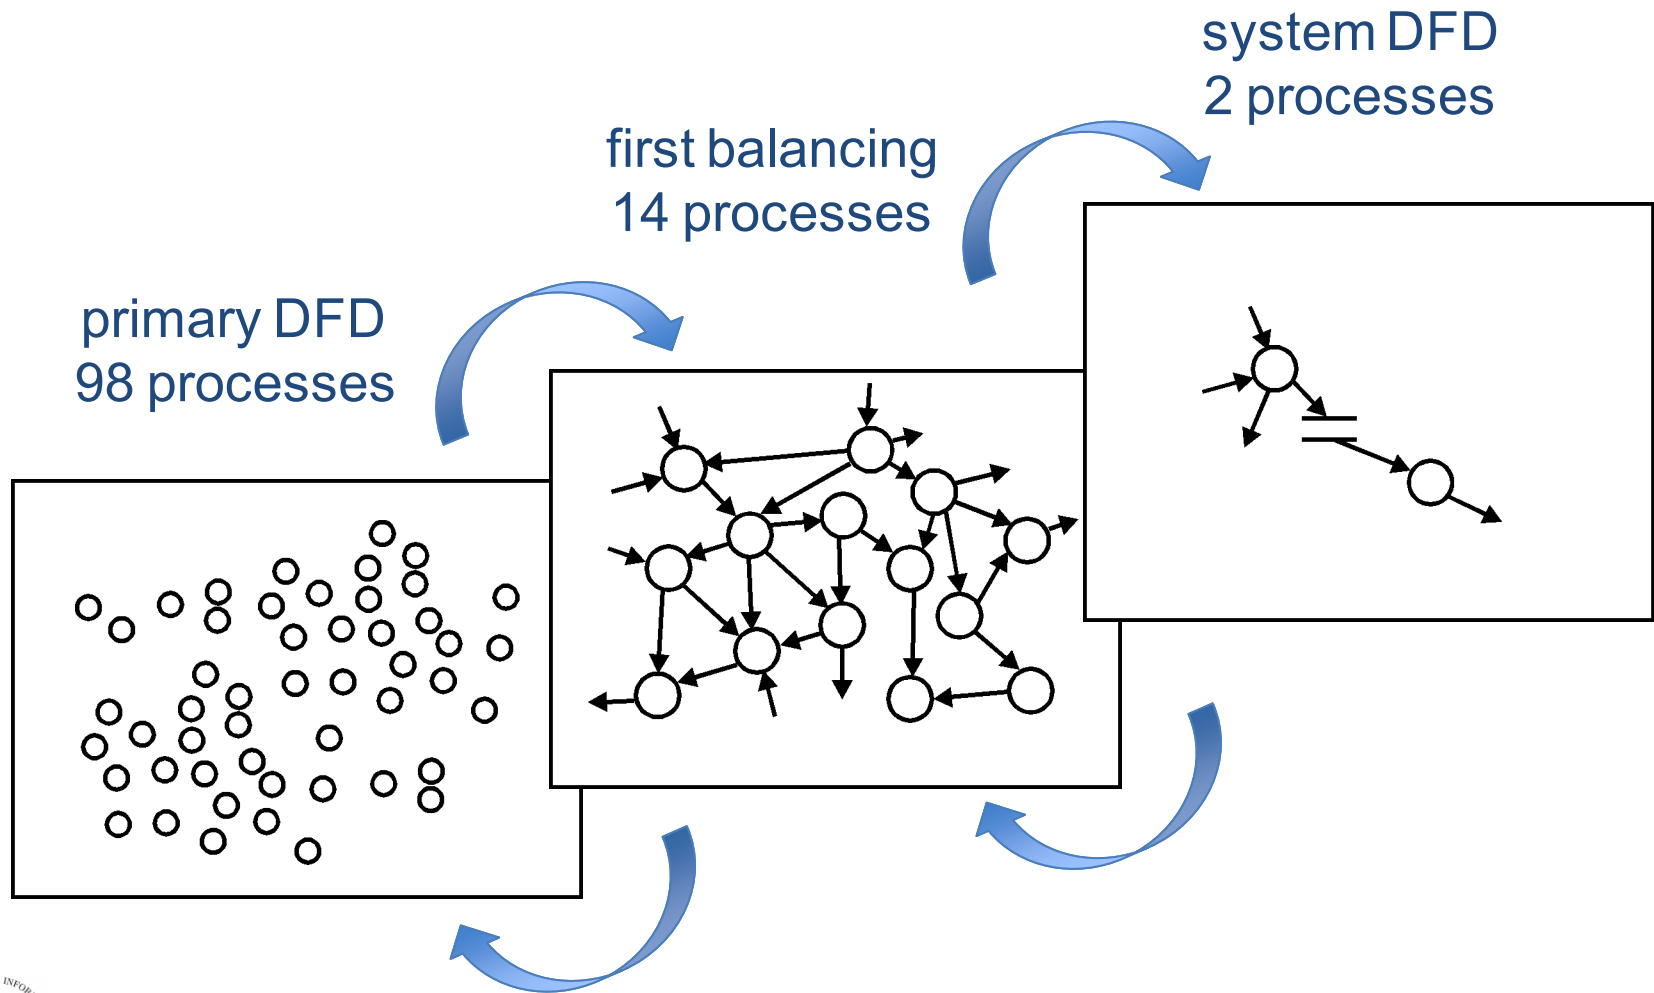 system DFD
2 processes
first balancing
14 processes
primary DFD
98 processes